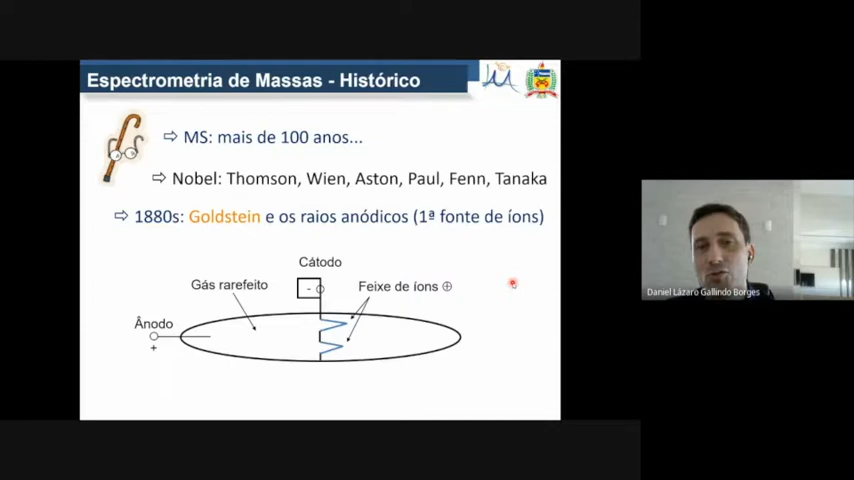 Espectrometria de Massas - Histórico
⇨ MS: mais de 100 anos...
⇨ Nobel: Thomson, Wien, Aston, Paul, Fenn, Tanaka
⇨ 1880s: Goldstein e os raios anódicos (1ª fonte de íons)
Cátodo
-
Gás rarefeito
Feixe de íons ⊕
Ânodo
+
Daniel Lázaro Gallindo Borges